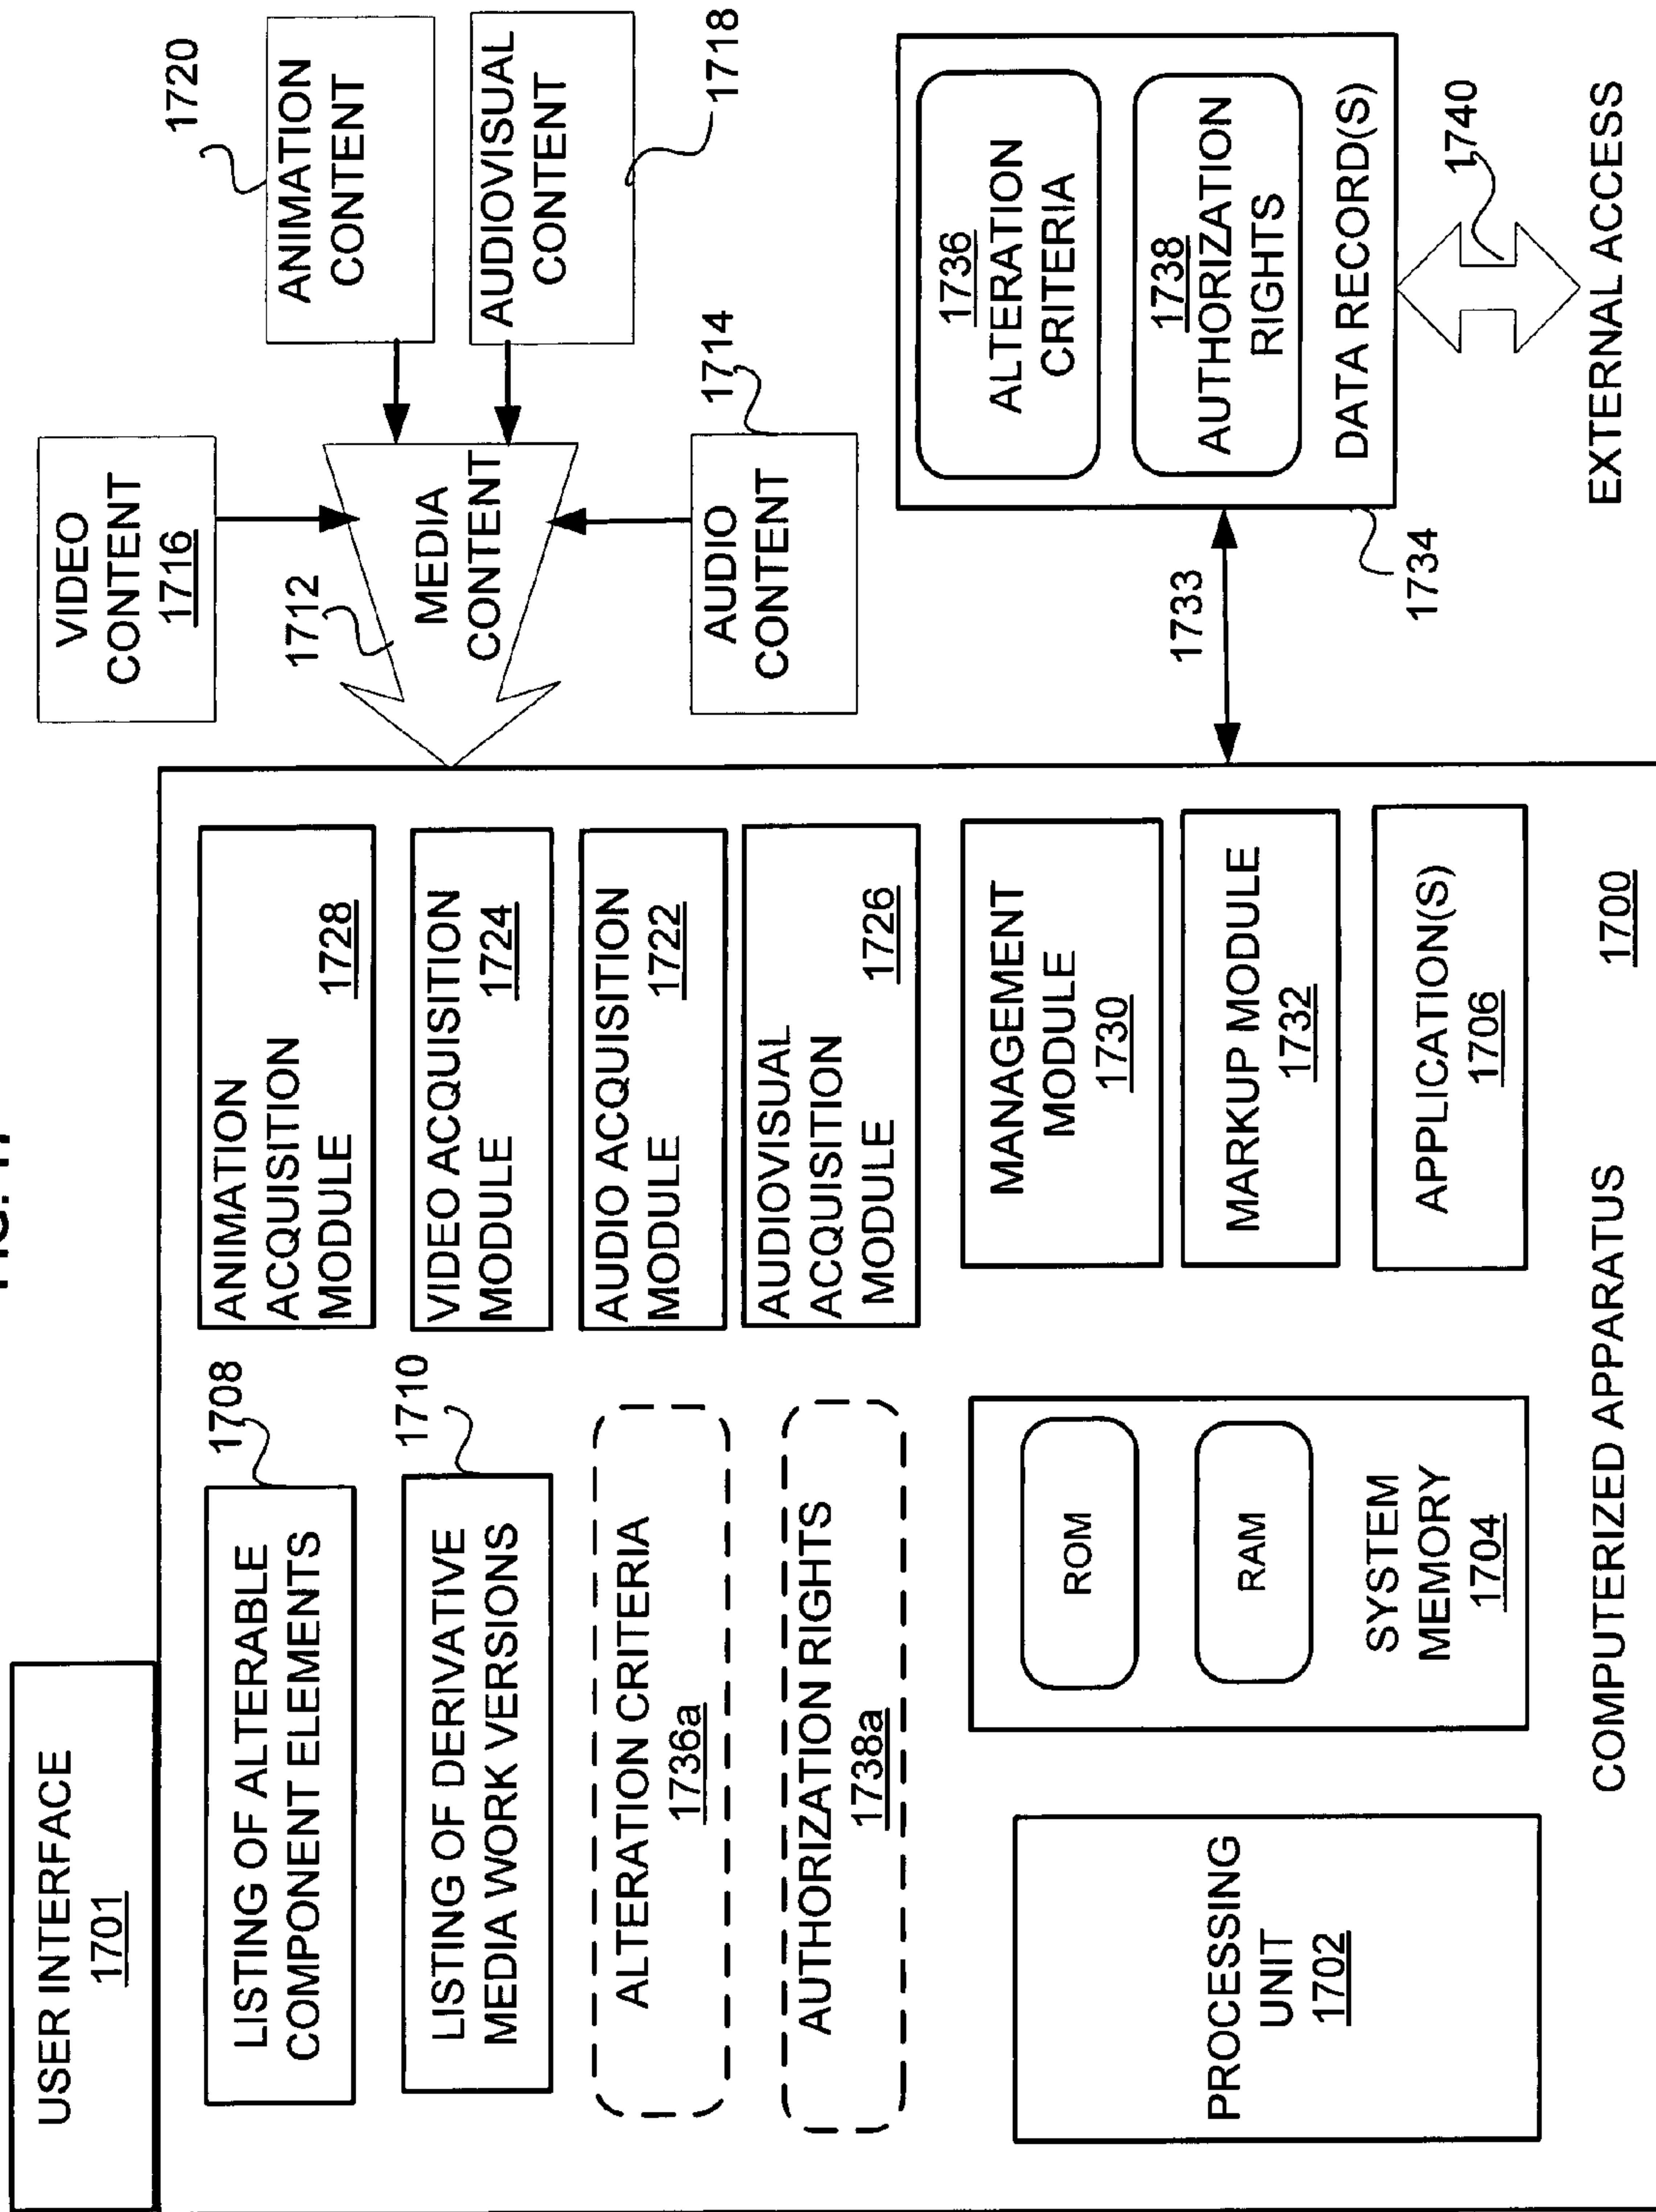 USER INTERFACE
1701
LISTING OF ALTERABLE
COMPONENT ELEMENTS
1708
LISTING OF DERIVATIVE
MEDIA WORK VERSIONS
1710
ALTERATION CRITERIA
1736a
AUTHORIZATION RIGHTS
1738a
PROCESSING
UNIT
1702
ROM
RAM
SYSTEM
MEMORY
1704
ANIMATION
ACQUISITION
MODULE
1728
VIDEO ACQUISITION
MODULE
1724
AUDIO ACQUISITION
MODULE
1722
AUDIOVISUAL
ACQUISITION
MODULE
1726
MANAGEMENT
MODULE
1730
MARKUP MODULE
1732
APPLICATION(S)
1706
COMPUTERIZED APPARATUS
1700
VIDEO
CONTENT
1716
1712
MEDIA
CONTENT
AUDIO
CONTENT
1714
1720
ANIMATION
CONTENT
AUDIOVISUAL
CONTENT
1718
1733
1734
1736
ALTERATION
CRITERIA
1738
AUTHORIZATION
RIGHTS
DATA RECORD(S)
1740
EXTERNAL ACCESS